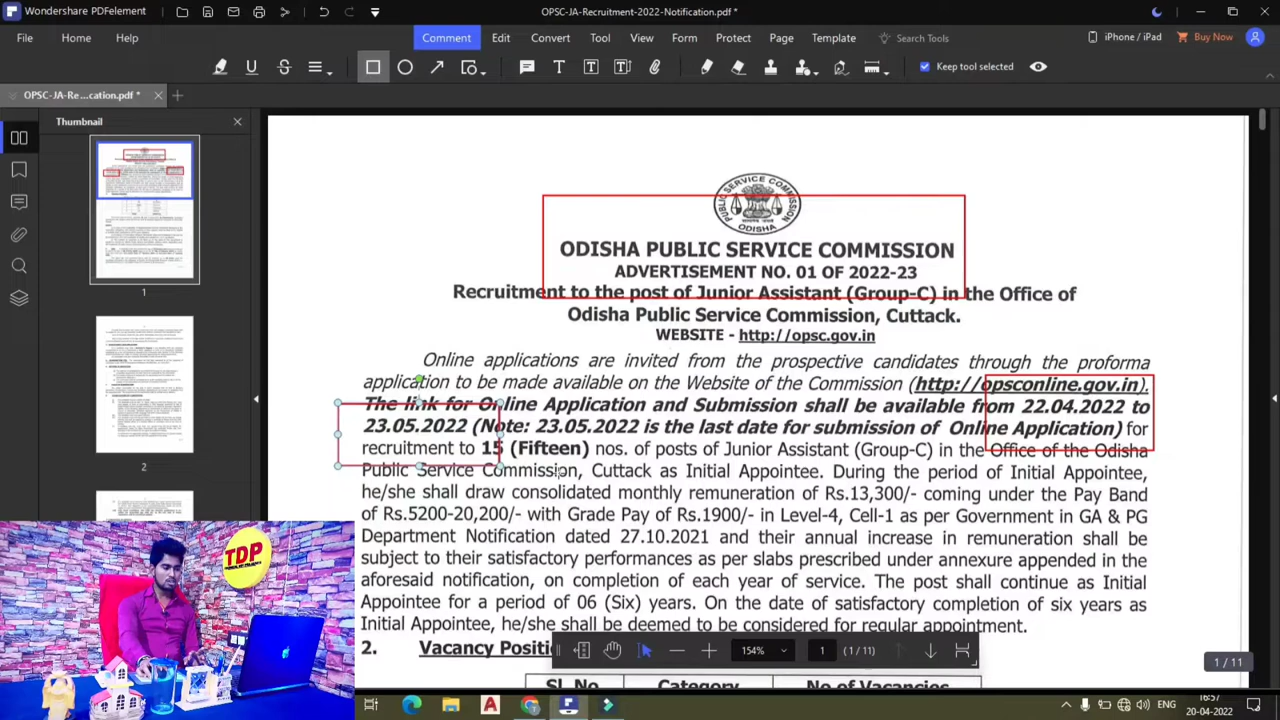 Wondershare PDFelement
OPSC-JA-Recruitment-2022-Notification.pdf *
File Home Help Comment Edit Convert Tool View Form Protect Page Template Search Tools iPhone / iPad Buy Now
Keep tool selected
OPSC-JA-Re...cation.pdf *
Thumbnail
1
2
PUBLIC SERVICE COMMISSION
ODISHA
ODISHA PUBLIC SERVICE COMMISSION
ADVERTISEMENT NO. 01 OF 2022-23
Recruitment to the post of Junior Assistant (Group-C) in the Office of
Odisha Public Service Commission, Cuttack.
WEBSITE - http://opsc.gov.in
Online applications are invited from the prospective candidates through the proforma
application to be made available on the Website of the Commission (http://opsconline.gov.in).
The link for Online Application and Submission shall be available from 22.04.2022 to
23.05.2022 (Note: 23.05.2022 is the last date for submission of Online Application) for
recruitment to 15 (Fifteen) nos. of posts of Junior Assistant (Group-C) in the Office of the Odisha
Public Service Commission, Cuttack as Initial Appointee. During the period of Initial Appointee,
he/she shall draw consolidated monthly remuneration of Rs.13,300/- coming under the Pay Band
of Rs.5200-20,200/- with Grade Pay of Rs.1900/- in Level-4, Cell-1 as per Government in GA & PG
Department Notification dated 27.10.2021 and their annual increase in remuneration shall be
subject to their satisfactory performances as per slabs prescribed under annexure appended in the
aforesaid notification, on completion of each year of service. The post shall continue as Initial
Appointee for a period of 06 (Six) years. On the date of satisfactory completion of six years as
Initial Appointee, he/she shall be deemed to be considered for regular appointment.
2. Vacancy Positi
Sl. No Category No of Vacancies
154% 1 (1/11)
1 / 11
TDP
ENG
16:57
20-04-2022